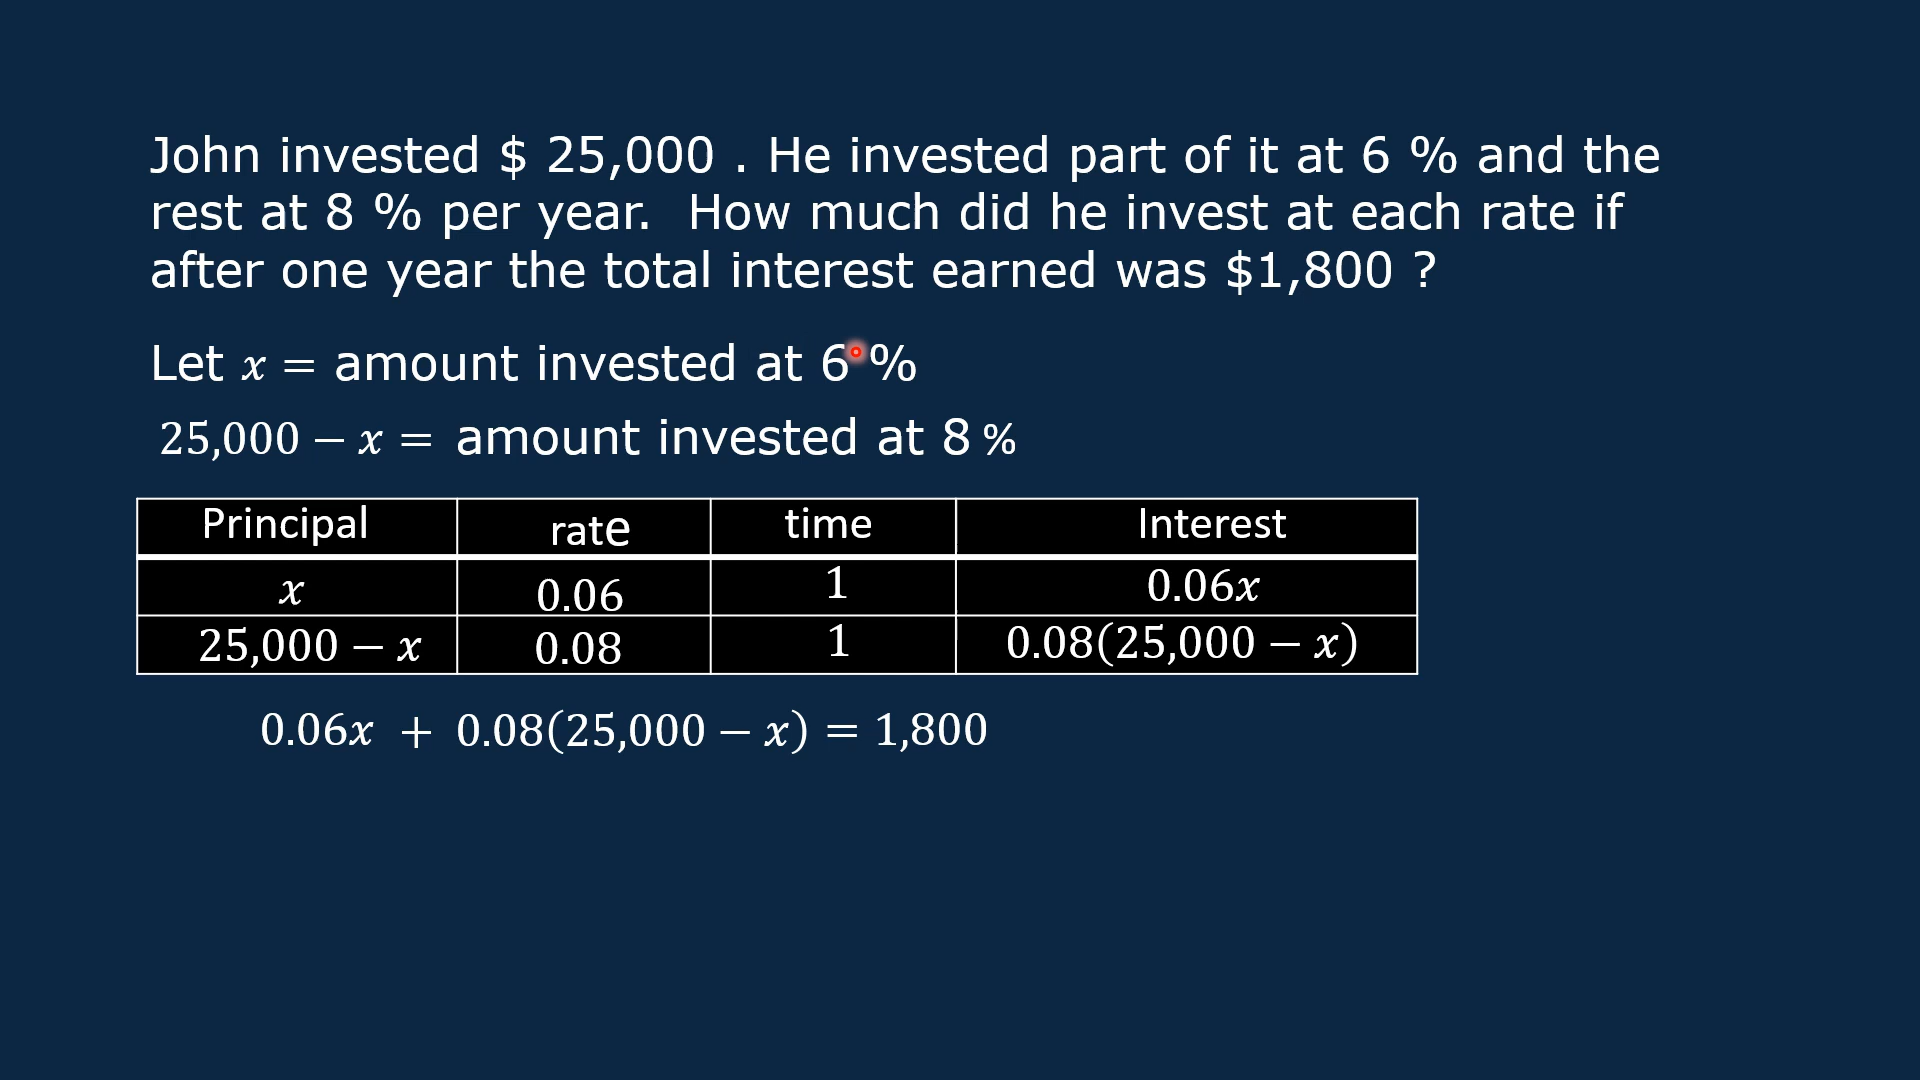 John invested $ 25,000 . He invested part of it at 6 % and the
rest at 8 % per year.  How much did he invest at each rate if
after one year the total interest earned was $1,800 ?
Let x = amount invested at 6 %
25,000 − x = amount invested at 8 %
Principal rate time Interest
x 0.06 1 0.06x
25,000 − x 0.08 1 0.08(25,000 − x)
0.06x + 0.08(25,000 − x) = 1,800